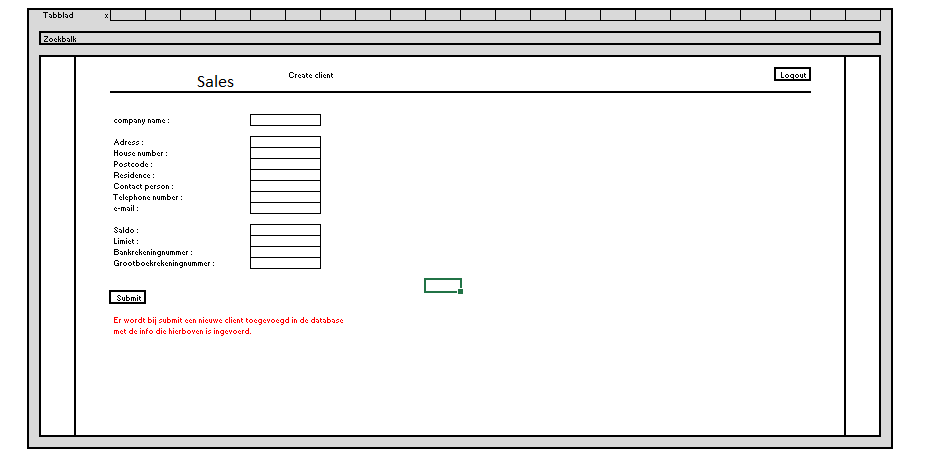 Tabblad x
Zoekbalk
Sales Create client Logout
company name :
Adress :
House number :
Postcode :
Residence :
Contact person :
Telephone number :
e-mail :
Saldo :
Limiet :
Bankrekeningnummer :
Grootboekrekeningnummer :
Submit
Er wordt bij submit een nieuwe client toegevoegd in de database
met de info die hierboven is ingevoerd.